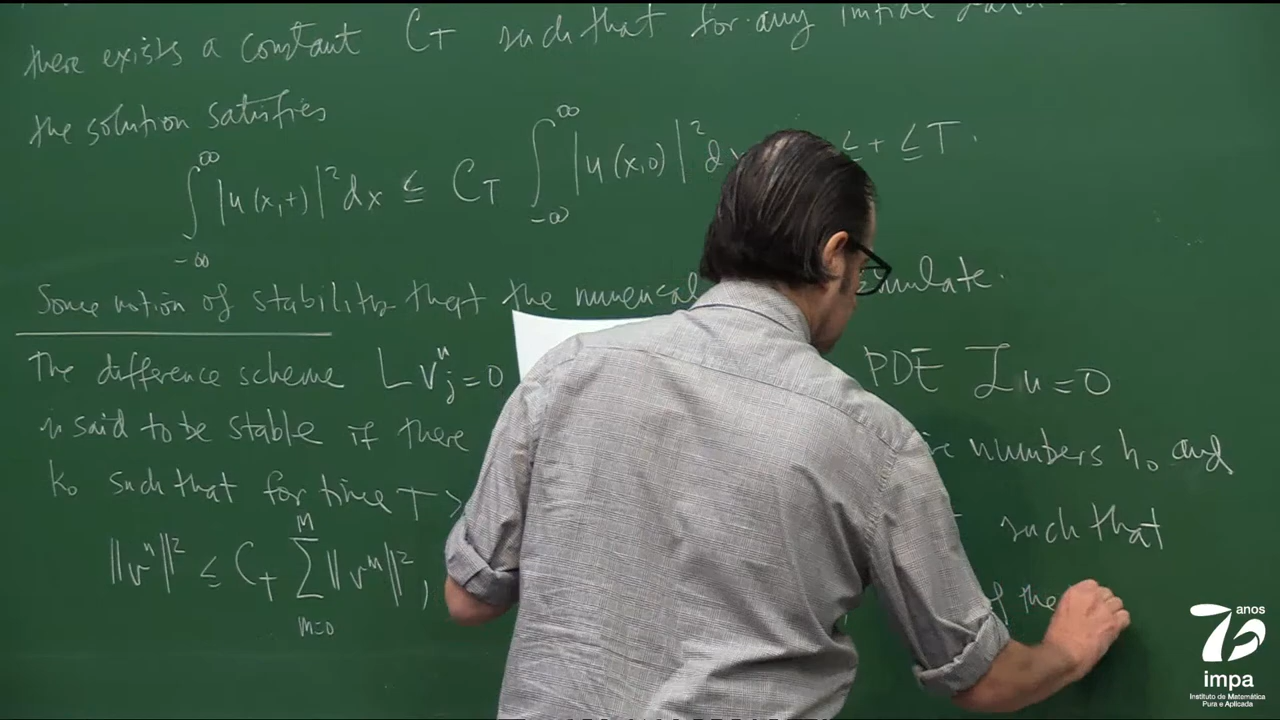 there exists a constant C_T such that for any initial
the solution satisfies
∫_{-∞}^{∞} |u(x,t)|² dx ≤ C_T ∫_{-∞}^{∞} |u(x,0)|² d ≤ t ≤ T.
Some notion of stability that the numerical
The difference scheme L v_j^n = 0 PDE ℒu = 0
is said to be stable if there numbers h₀ and
k₀ such that for time T > such that
||v^n||² ≤ C_T ∑_{m=0}^{M} ||v^m||², of the
75 anos
impa
Instituto de Matemática
Pura e Aplicada